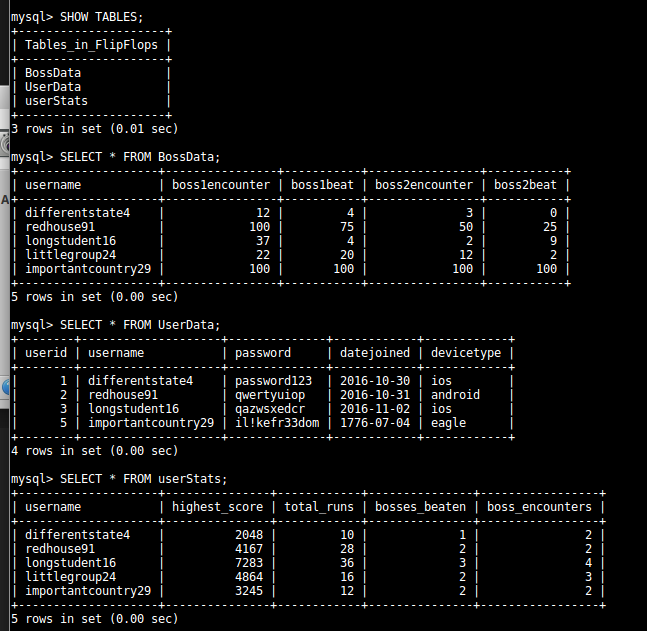 mysql> SHOW TABLES;
+---------------------+
| Tables_in_FlipFlops |
+---------------------+
| BossData            |
| UserData            |
| userStats           |
+---------------------+
3 rows in set (0.01 sec)
mysql> SELECT * FROM BossData;
+--------------------+----------------+-----------+----------------+-----------+
| username           | boss1encounter | boss1beat | boss2encounter | boss2beat |
+--------------------+----------------+-----------+----------------+-----------+
| differentstate4    |             12 |         4 |              3 |         0 |
| redhouse91         |            100 |        75 |             50 |        25 |
| longstudent16      |             37 |         4 |              2 |         9 |
| littlegroup24      |             22 |        20 |             12 |         2 |
| importantcountry29 |            100 |       100 |            100 |       100 |
+--------------------+----------------+-----------+----------------+-----------+
5 rows in set (0.00 sec)
mysql> SELECT * FROM UserData;
+--------+--------------------+-------------+------------+------------+
| userid | username           | password    | datejoined | devicetype |
+--------+--------------------+-------------+------------+------------+
|      1 | differentstate4    | password123 | 2016-10-30 | ios        |
|      2 | redhouse91         | qwertyuiop  | 2016-10-31 | android    |
|      3 | longstudent16      | qazwsxedcr  | 2016-11-02 | ios        |
|      5 | importantcountry29 | il!kefr33dom | 1776-07-04 | eagle      |
+--------+--------------------+-------------+------------+------------+
4 rows in set (0.00 sec)
mysql> SELECT * FROM userStats;
+--------------------+---------------+------------+---------------+-----------------+
| username           | highest_score | total_runs | bosses_beaten | boss_encounters |
+--------------------+---------------+------------+---------------+-----------------+
| differentstate4    |          2048 |         10 |             1 |               2 |
| redhouse91         |          4167 |         28 |             2 |               2 |
| longstudent16      |          7283 |         36 |             3 |               4 |
| littlegroup24      |          4864 |         16 |             2 |               3 |
| importantcountry29 |          3245 |         12 |             2 |               2 |
+--------------------+---------------+------------+---------------+-----------------+
5 rows in set (0.00 sec)